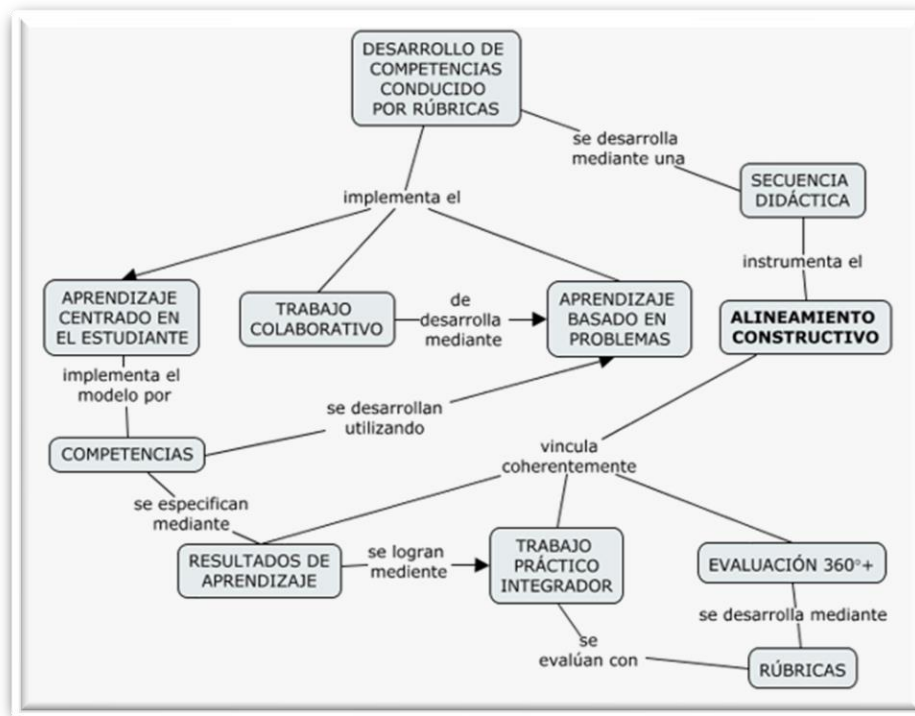 DESARROLLO DE
COMPETENCIAS
CONDUCIDO
POR RÚBRICAS
se desarrolla
mediante una
SECUENCIA
DIDÁCTICA
implementa el
instrumenta el
APRENDIZAJE
CENTRADO EN
EL ESTUDIANTE
TRABAJO
COLABORATIVO
de
desarrolla
mediante
APRENDIZAJE
BASADO EN
PROBLEMAS
ALINEAMIENTO
CONSTRUCTIVO
implementa el
modelo por
se desarrollan
utilizando
COMPETENCIAS
vincula
coherentemente
se especifican
mediante
RESULTADOS DE
APRENDIZAJE
se logran
mediente
TRABAJO
PRÁCTICO
INTEGRADOR
EVALUACIÓN 360°+
se desarrolla mediante
se
evalúan con
RÚBRICAS